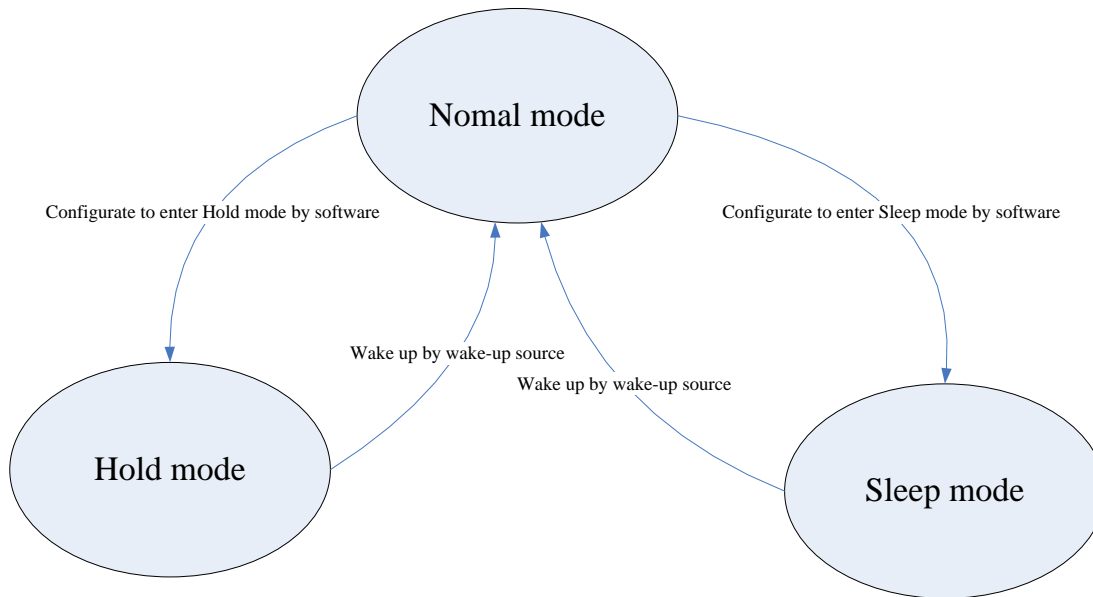 Nomal mode
Configurate to enter Hold mode by software
Configurate to enter Sleep mode by software
Wake up by wake-up source
Wake up by wake-up source
Hold mode
Sleep mode